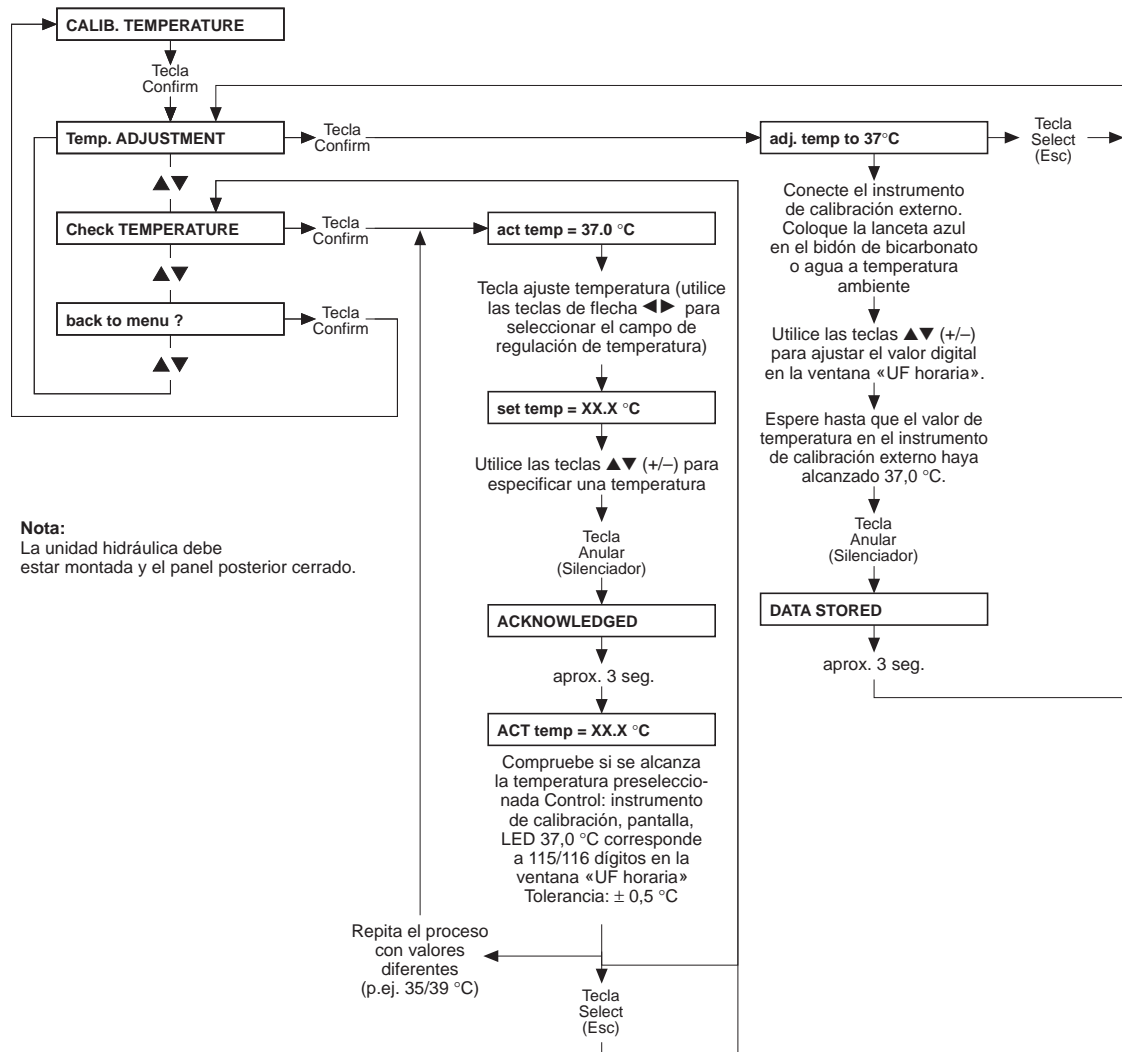 CALIB. TEMPERATURE
Tecla
Confirm
Temp. ADJUSTMENT
Tecla
Confirm
adj. temp to 37°C
Tecla
Select
(Esc)
▲▼
Check TEMPERATURE
Tecla
Confirm
▲▼
back to menu ?
Tecla
Confirm
▲▼
Nota:
La unidad hidráulica debe
estar montada y el panel posterior cerrado.
act temp = 37.0 °C
Tecla ajuste temperatura (utilice
las teclas de flecha ◀▶ para
seleccionar el campo de
regulación de temperatura)
set temp = XX.X °C
Utilice las teclas ▲▼ (+/–) para
especificar una temperatura
Tecla
Anular
(Silenciador)
ACKNOWLEDGED
aprox. 3 seg.
ACT temp = XX.X °C
Compruebe si se alcanza
la temperatura preseleccio-
nada Control: instrumento
de calibración, pantalla,
LED 37,0 °C corresponde
a 115/116 dígitos en la
ventana «UF horaria»
Tolerancia: ± 0,5 °C
Repita el proceso
con valores
diferentes
(p.ej. 35/39 °C)
Tecla
Select
(Esc)
Conecte el instrumento
de calibración externo.
Coloque la lanceta azul
en el bidón de bicarbonato
o agua a temperatura
ambiente
Utilice las teclas ▲▼ (+/–)
para ajustar el valor digital
en la ventana «UF horaria».
Espere hasta que el valor de
temperatura en el instrumento
de calibración externo haya
alcanzado 37,0 °C.
Tecla
Anular
(Silenciador)
DATA STORED
aprox. 3 seg.